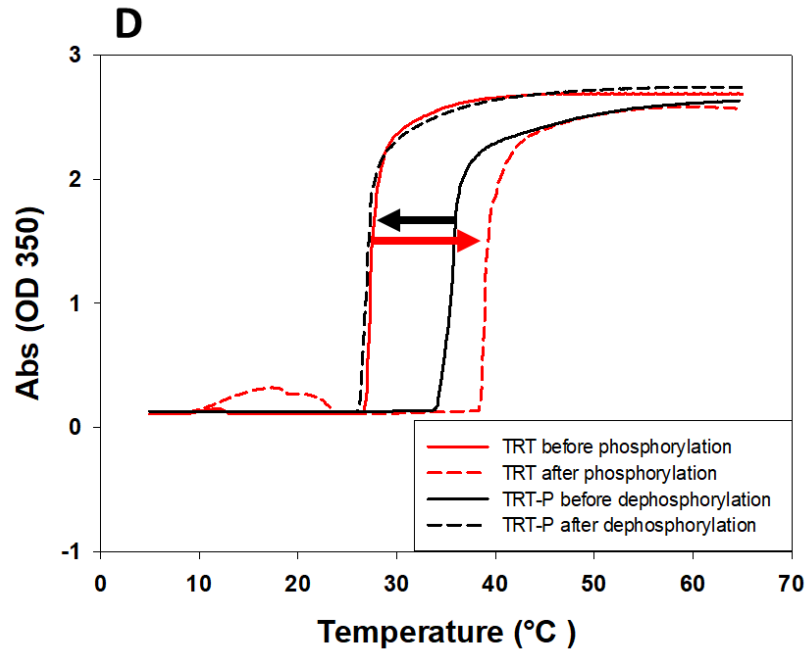 D
3
2
1
0
-1
Abs (OD 350)
TRT before phosphorylation
TRT after phosphorylation
TRT-P before dephosphorylation
TRT-P after dephosphorylation
0 10 20 30 40 50 60 70
Temperature (°C )